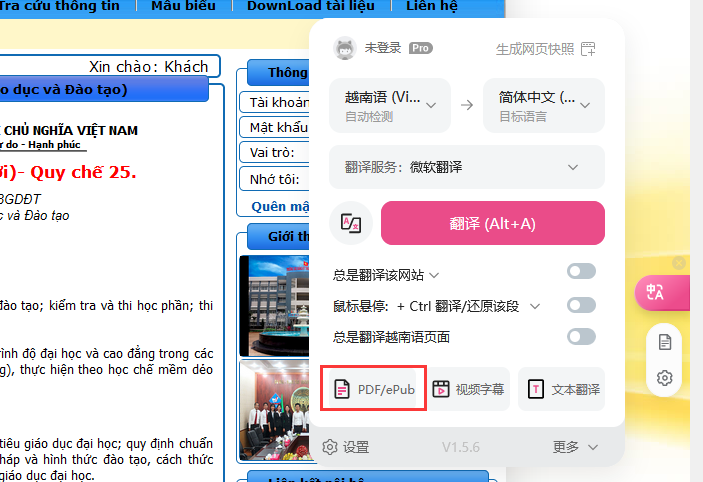 Tra cứu thông tin
Mẫu biểu
DownLoad tài liệu
Liên hệ
Xin chào: Khách
o dục và Đào tạo)
CHỦ NGHĨA VIỆT NAM
r do - Hạnh phúc
ời)- Quy chế 25.
BGDĐT
c và Đào tạo
đào tạo; kiểm tra và thi học phần; thi
rình độ đại học và cao đẳng trong các
g), thực hiện theo học chế mềm dẻo
tiêu giáo dục đại học; quy định chuẩn
háp và hình thức đào tạo, cách thức
giáo dục đại học.
Thông
Tài khoản
Mật khẩu
Vai trò:
Nhớ tôi:
Quên mậ
Giới th
Liên kết nội bộ
未登录 Pro
生成网页快照
越南语 (Vi...
自动检测
简体中文 (...
目标语言
翻译服务: 微软翻译
翻译 (Alt+A)
总是翻译该网站
鼠标悬停: + Ctrl 翻译/还原该段
总是翻译越南语页面
PDF/ePub
视频字幕
文本翻译
设置
V1.5.6
更多